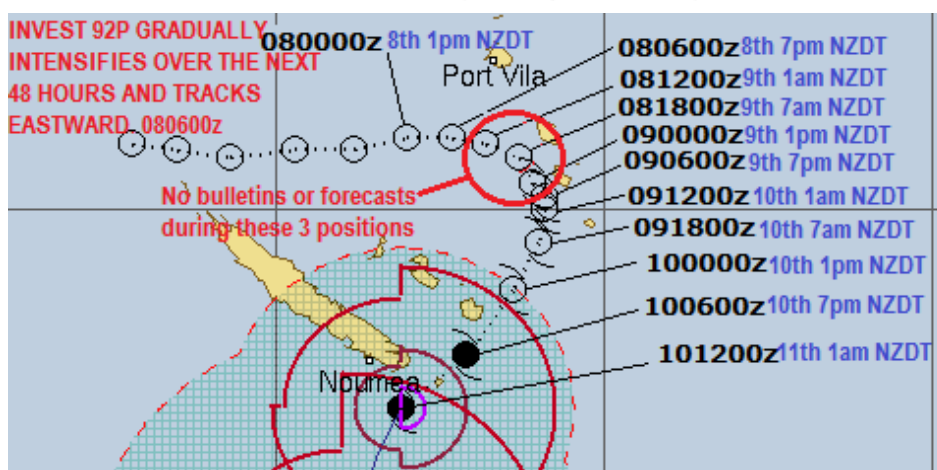 INVEST 92P GRADUALLY
INTENSIFIES OVER THE NEXT
48 HOURS AND TRACKS
EASTWARD 080600z
080000z 8th 1pm NZDT
Port Vila
080600z 8th 7pm NZDT
081200z 9th 1am NZDT
081800z 9th 7am NZDT
090000z 9th 1pm NZDT
090600z 9th 7pm NZDT
091200z 10th 1am NZDT
091800z 10th 7am NZDT
100000z 10th 1pm NZDT
100600z 10th 7pm NZDT
101200z 11th 1am NZDT
No bulletins or forecasts
during these 3 positions
Noumea